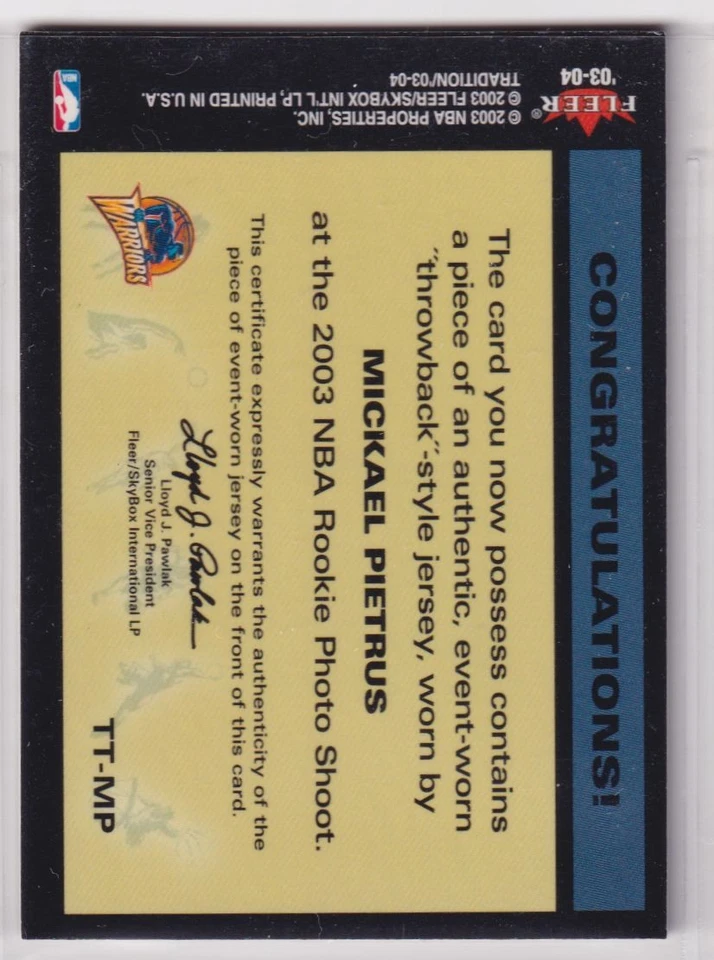 CONGRATULATIONS!
The card you now possess contains
a piece of an authentic, event-worn
"throwback"-style jersey, worn by
MICKAEL PIETRUS
at the 2003 NBA Rookie Photo Shoot.
This certificate expressly warrants the authenticity of the
piece of event-worn jersey on the front of this card.
Lloyd J. Pawlak
Lloyd J. Pawlak
Senior Vice President
Fleer/SkyBox International LP
WARRIORS
TT-MP
FLEER®
'03-04
© 2003 NBA PROPERTIES, INC.
© 2003 FLEER/SKYBOX INT'L LP, PRINTED IN U.S.A
TRADITION/'03-04
NBA